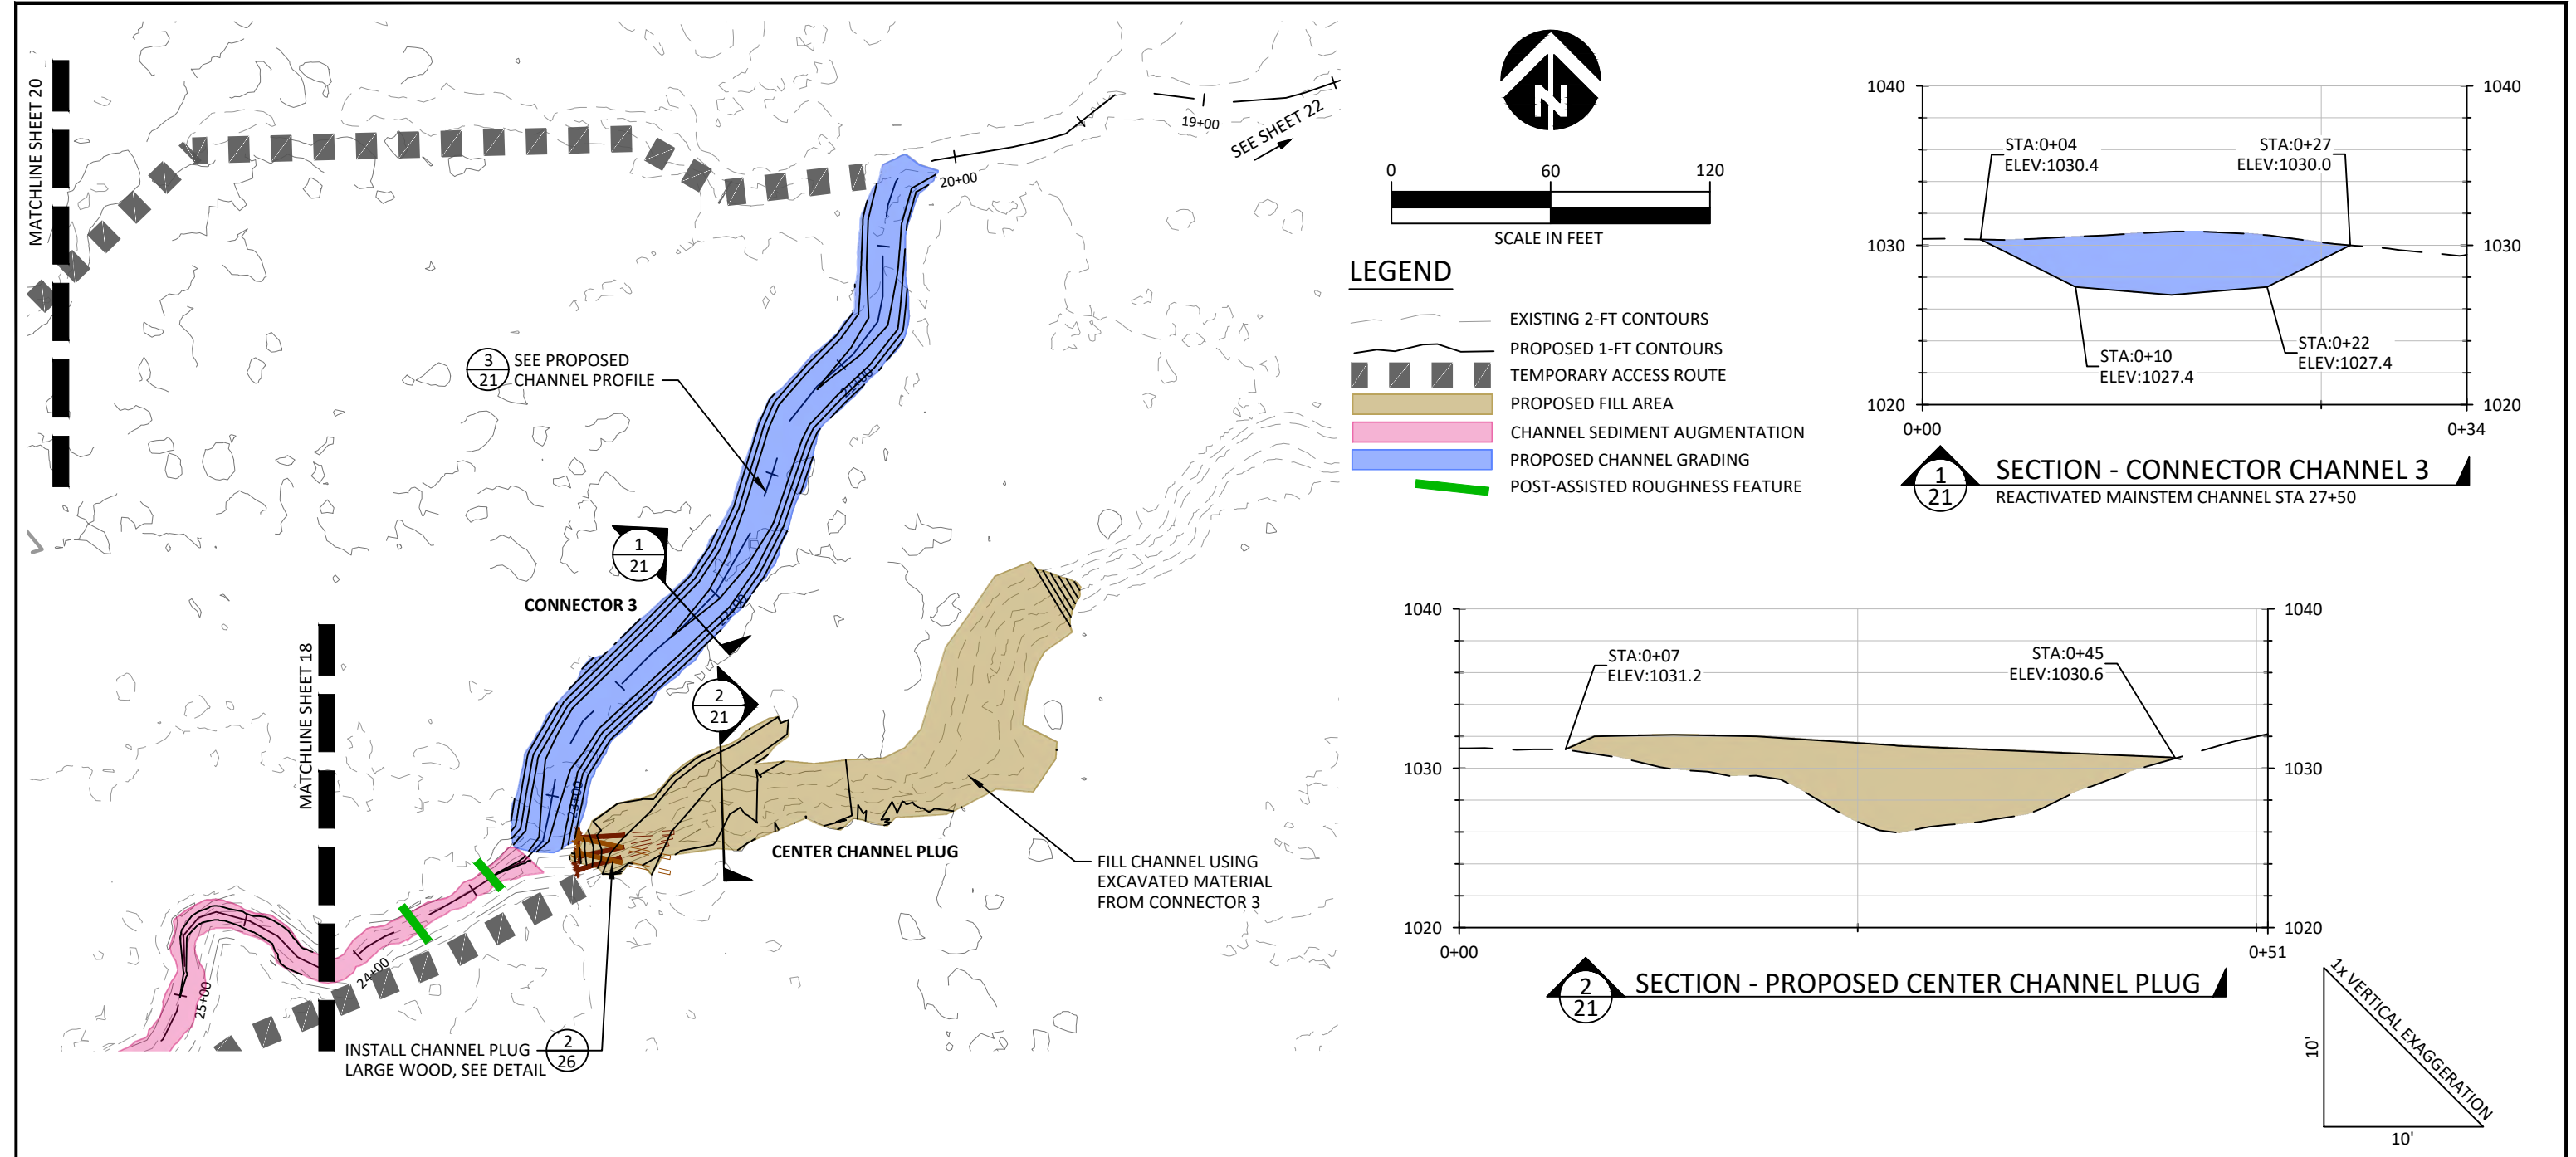 MATCHLINE SHEET 20
MATCHLINE SHEET 18
19+00
SEE SHEET 22
20+00
3
21
SEE PROPOSED
CHANNEL PROFILE
21+00
1
21
CONNECTOR 3
22+00
2
21
23+00
CENTER CHANNEL PLUG
FILL CHANNEL USING
EXCAVATED MATERIAL
FROM CONNECTOR 3
24+00
25+00
INSTALL CHANNEL PLUG
LARGE WOOD, SEE DETAIL
2
26
N
0 60 120
SCALE IN FEET
LEGEND
EXISTING 2-FT CONTOURS
PROPOSED 1-FT CONTOURS
TEMPORARY ACCESS ROUTE
PROPOSED FILL AREA
CHANNEL SEDIMENT AUGMENTATION
PROPOSED CHANNEL GRADING
POST-ASSISTED ROUGHNESS FEATURE
1040 1040
STA:0+04
ELEV:1030.4
STA:0+27
ELEV:1030.0
1030 1030
STA:0+10
ELEV:1027.4
STA:0+22
ELEV:1027.4
1020 1020
0+00 0+34
1
21
SECTION - CONNECTOR CHANNEL 3
REACTIVATED MAINSTEM CHANNEL STA 27+50
1040 1040
STA:0+07
ELEV:1031.2
STA:0+45
ELEV:1030.6
1030 1030
1020 1020
0+00 0+51
2
21
SECTION - PROPOSED CENTER CHANNEL PLUG
1x VERTICAL EXAGGERATION
10'
10'